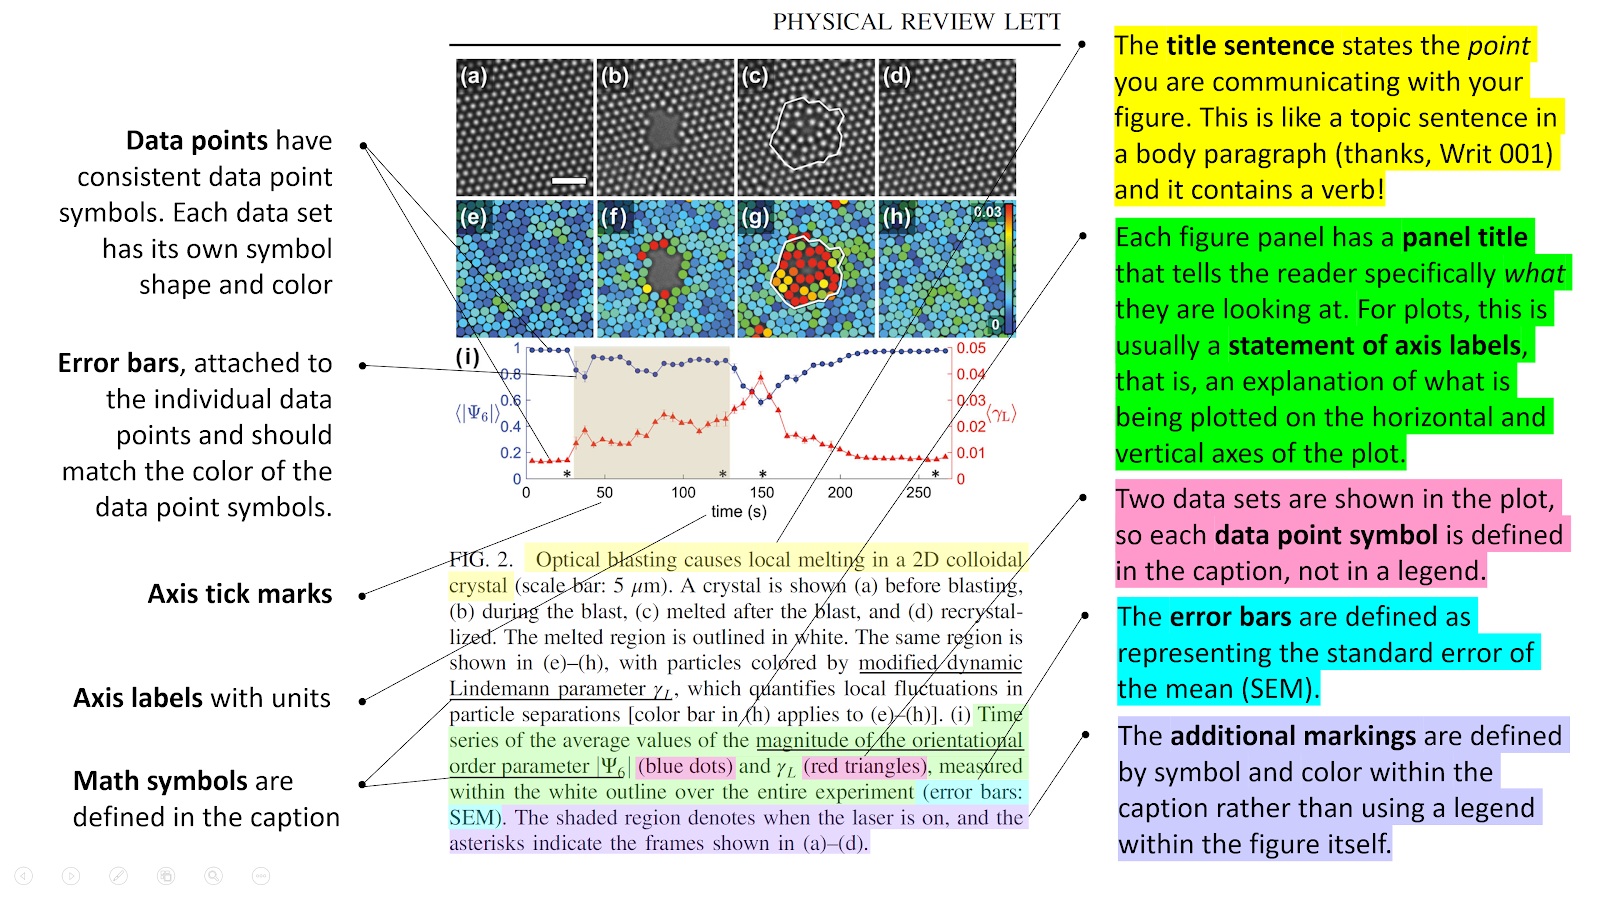 PHYSICAL REVIEW LETT
Data points have
consistent data point
symbols. Each data set
has its own symbol
shape and color
Error bars, attached to
the individual data
points and should
match the color of the
data point symbols.
Axis tick marks
Axis labels with units
Math symbols are
defined in the caption
(a)
(b)
(c)
(d)
(e)
(f)
(g)
(h)
0.03
0
(i)
1
0.8
0.6
0.4
0.2
0
⟨|Ψ6|⟩
0.05
0.04
0.03
0.02
0.01
0
⟨γL⟩
* * * *
0 50 100 150 200 250
time (s)
FIG. 2. Optical blasting causes local melting in a 2D colloidal
crystal (scale bar: 5 μm). A crystal is shown (a) before blasting,
(b) during the blast, (c) melted after the blast, and (d) recrystal-
lized. The melted region is outlined in white. The same region is
shown in (e)–(h), with particles colored by modified dynamic
Lindemann parameter γL, which quantifies local fluctuations in
particle separations [color bar in (h) applies to (e)–(h)]. (i) Time
series of the average values of the magnitude of the orientational
order parameter |Ψ6| (blue dots) and γL (red triangles), measured
within the white outline over the entire experiment (error bars:
SEM). The shaded region denotes when the laser is on, and the
asterisks indicate the frames shown in (a)–(d).
The title sentence states the point
you are communicating with your
figure. This is like a topic sentence in
a body paragraph (thanks, Writ 001)
and it contains a verb!
Each figure panel has a panel title
that tells the reader specifically what
they are looking at. For plots, this is
usually a statement of axis labels,
that is, an explanation of what is
being plotted on the horizontal and
vertical axes of the plot.
Two data sets are shown in the plot,
so each data point symbol is defined
in the caption, not in a legend.
The error bars are defined as
representing the standard error of
the mean (SEM).
The additional markings are defined
by symbol and color within the
caption rather than using a legend
within the figure itself.